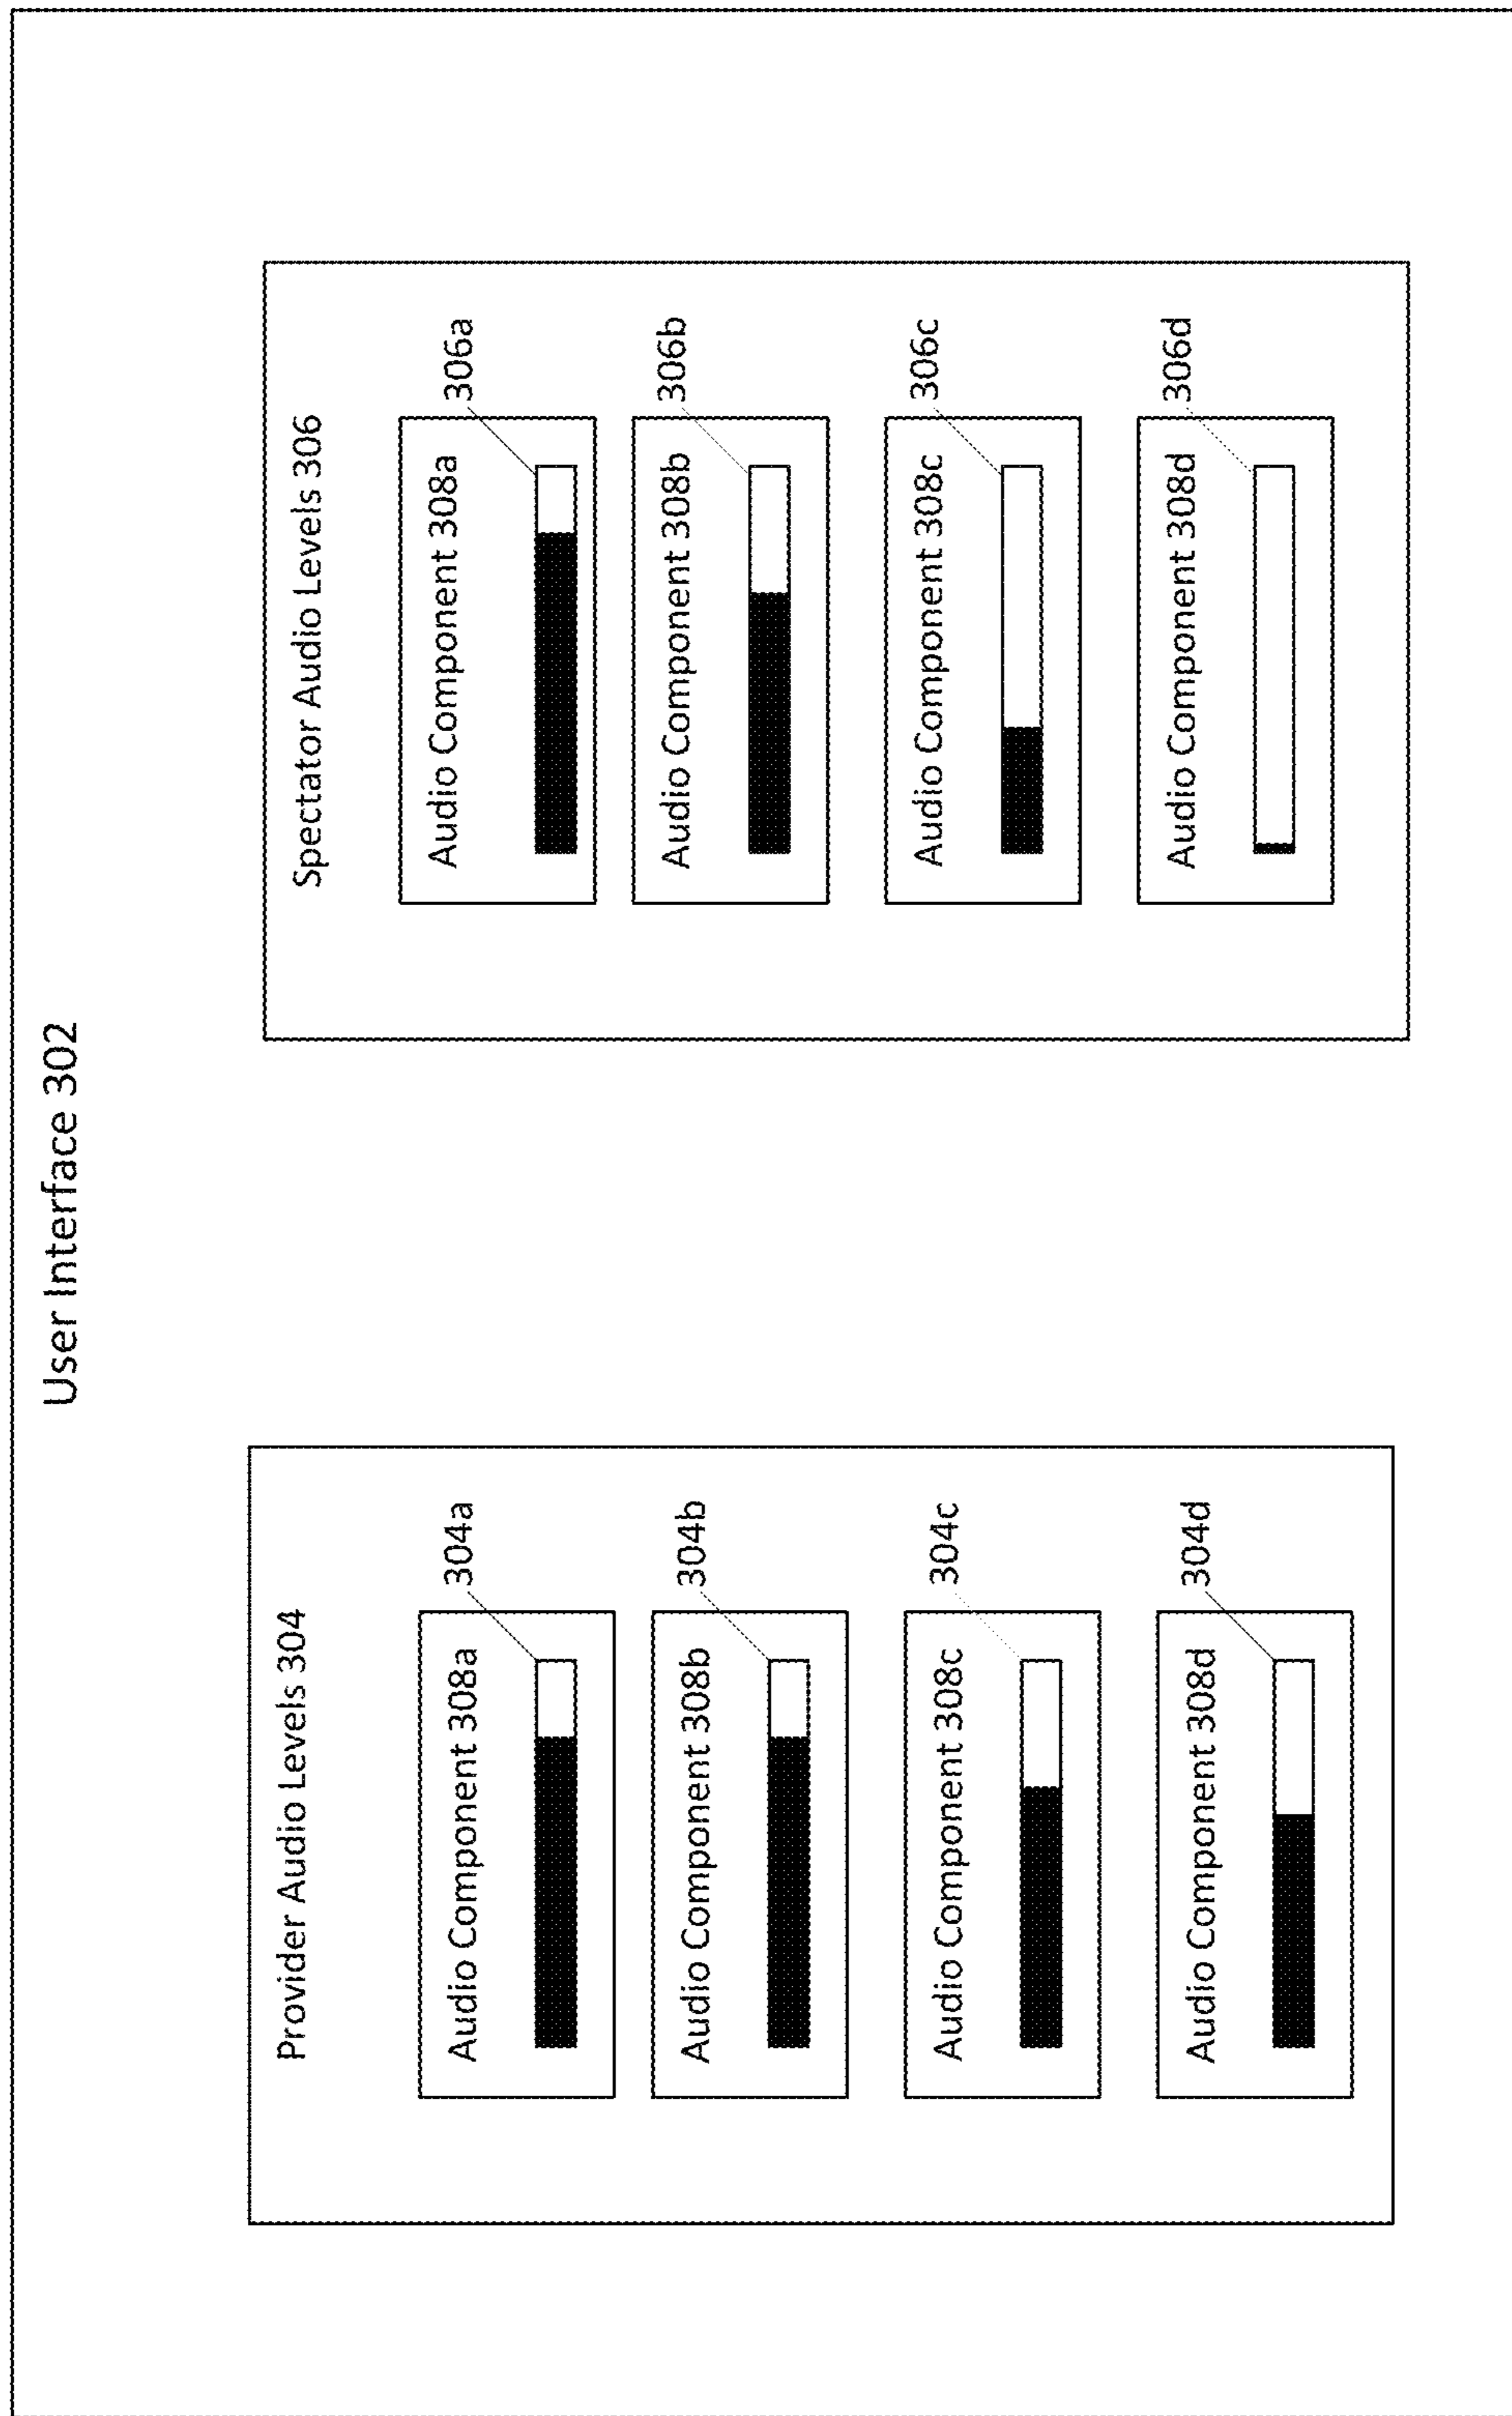 User Interface 302
Provider Audio Levels 304
Audio Component 308a
304a
Audio Component 308b
304b
Audio Component 308c
304c
Audio Component 308d
304d
Spectator Audio Levels 306
Audio Component 308a
306a
Audio Component 308b
306b
Audio Component 308c
306c
Audio Component 308d
306d